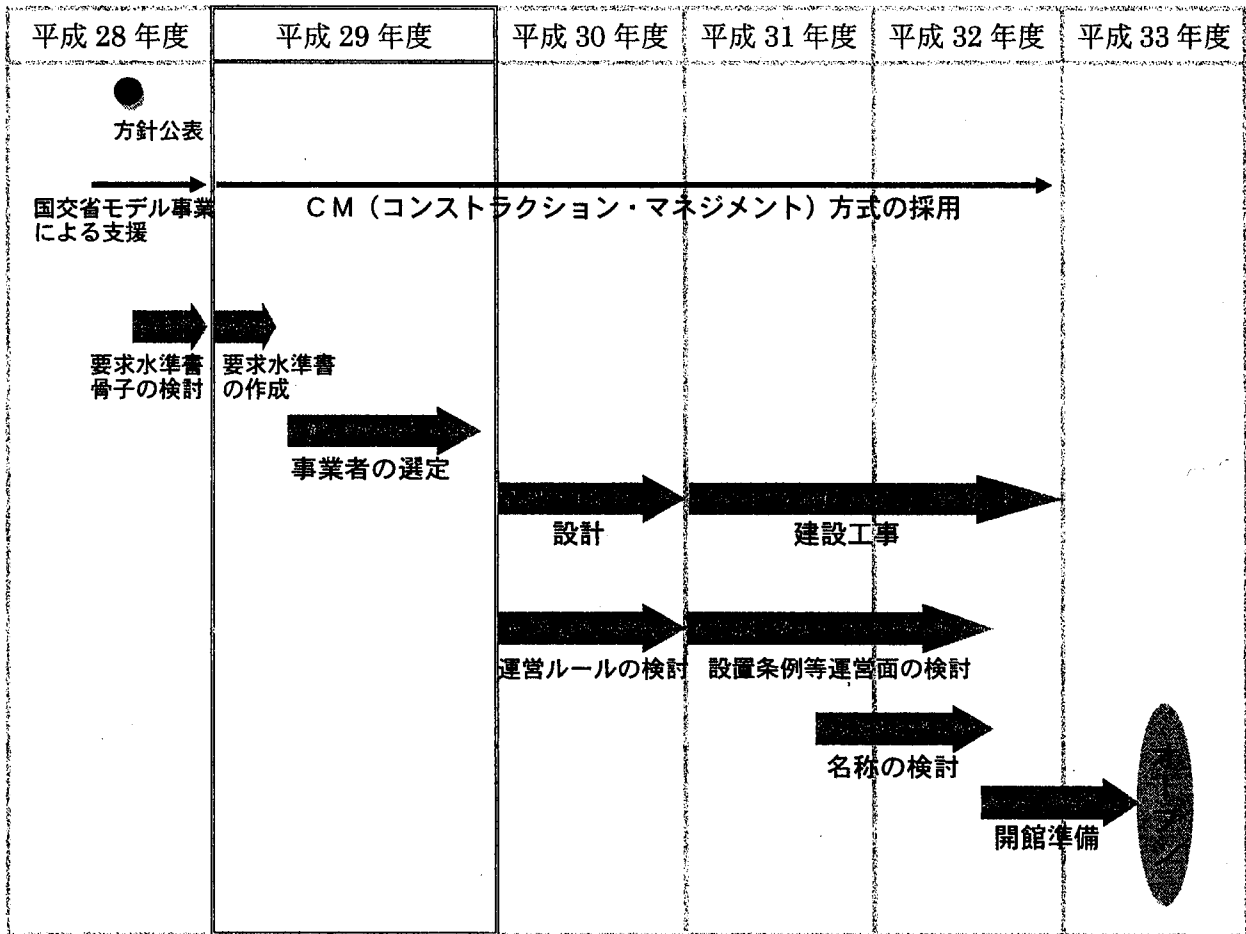 平成 28 年度
平成 29 年度
平成 30 年度
平成 31 年度
平成 32 年度
平成 33 年度
方針公表
国交省モデル事業
による支援
CM（コンストラクション・マネジメント）方式の採用
要求水準書
骨子の検討
要求水準書
の作成
事業者の選定
設計
建設工事
運営ルールの検討
設置条例等運営面の検討
名称の検討
開館準備
オープン